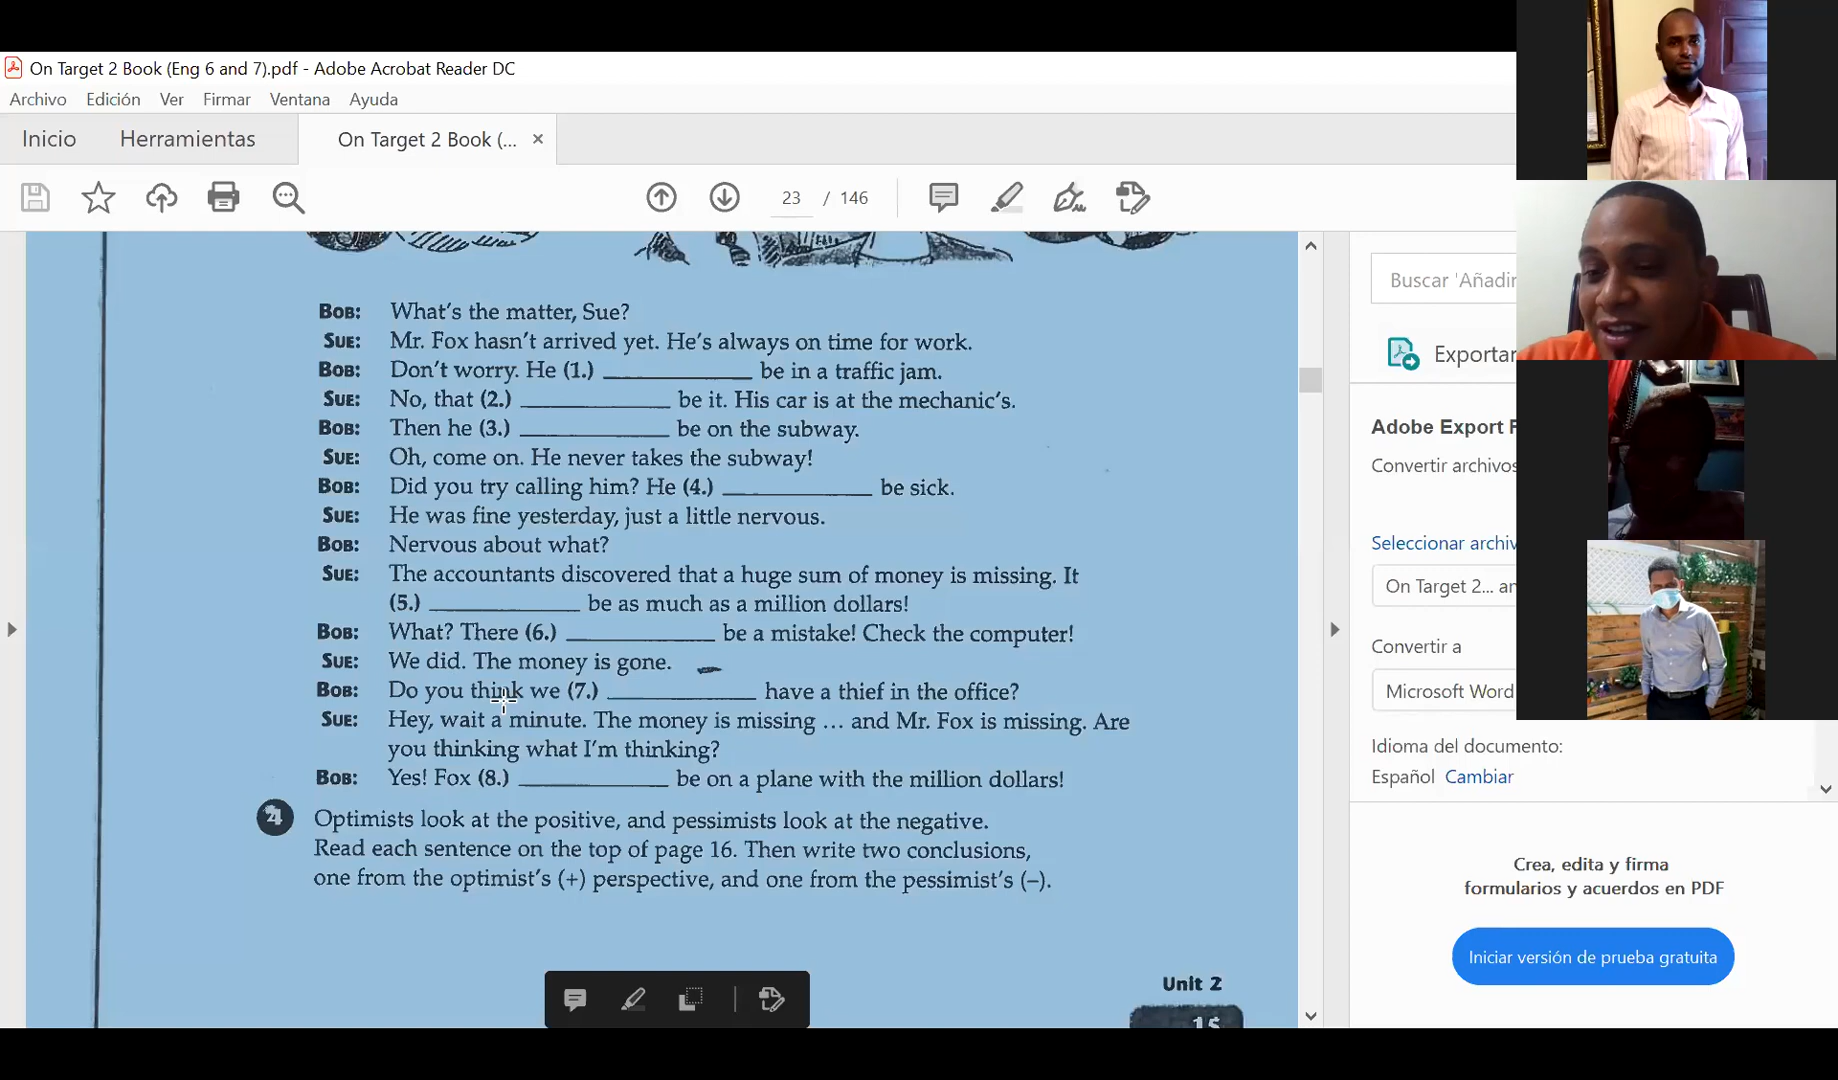 On Target 2 Book (Eng 6 and 7).pdf - Adobe Acrobat Reader DC
Archivo Edición Ver Firmar Ventana Ayuda
Inicio Herramientas On Target 2 Book (... ×
23 / 146
BOB: What's the matter, Sue?
SUE: Mr. Fox hasn't arrived yet. He's always on time for work.
BOB: Don't worry. He (1.) ____________ be in a traffic jam.
SUE: No, that (2.) ____________ be it. His car is at the mechanic's.
BOB: Then he (3.) ____________ be on the subway.
SUE: Oh, come on. He never takes the subway!
BOB: Did you try calling him? He (4.) ____________ be sick.
SUE: He was fine yesterday, just a little nervous.
BOB: Nervous about what?
SUE: The accountants discovered that a huge sum of money is missing. It
(5.) ____________ be as much as a million dollars!
BOB: What? There (6.) ____________ be a mistake! Check the computer!
SUE: We did. The money is gone.
BOB: Do you think we (7.) ____________ have a thief in the office?
SUE: Hey, wait a minute. The money is missing ... and Mr. Fox is missing. Are
you thinking what I'm thinking?
BOB: Yes! Fox (8.) ____________ be on a plane with the million dollars!
4 Optimists look at the positive, and pessimists look at the negative.
Read each sentence on the top of page 16. Then write two conclusions,
one from the optimist's (+) perspective, and one from the pessimist's (–).
Unit 2
15
Buscar 'Añadir
Exportar
Adobe Export
Convertir archivos
Seleccionar archiv
On Target 2... an
Convertir a
Microsoft Word
Idioma del documento:
Español Cambiar
Crea, edita y firma
formularios y acuerdos en PDF
Iniciar versión de prueba gratuita